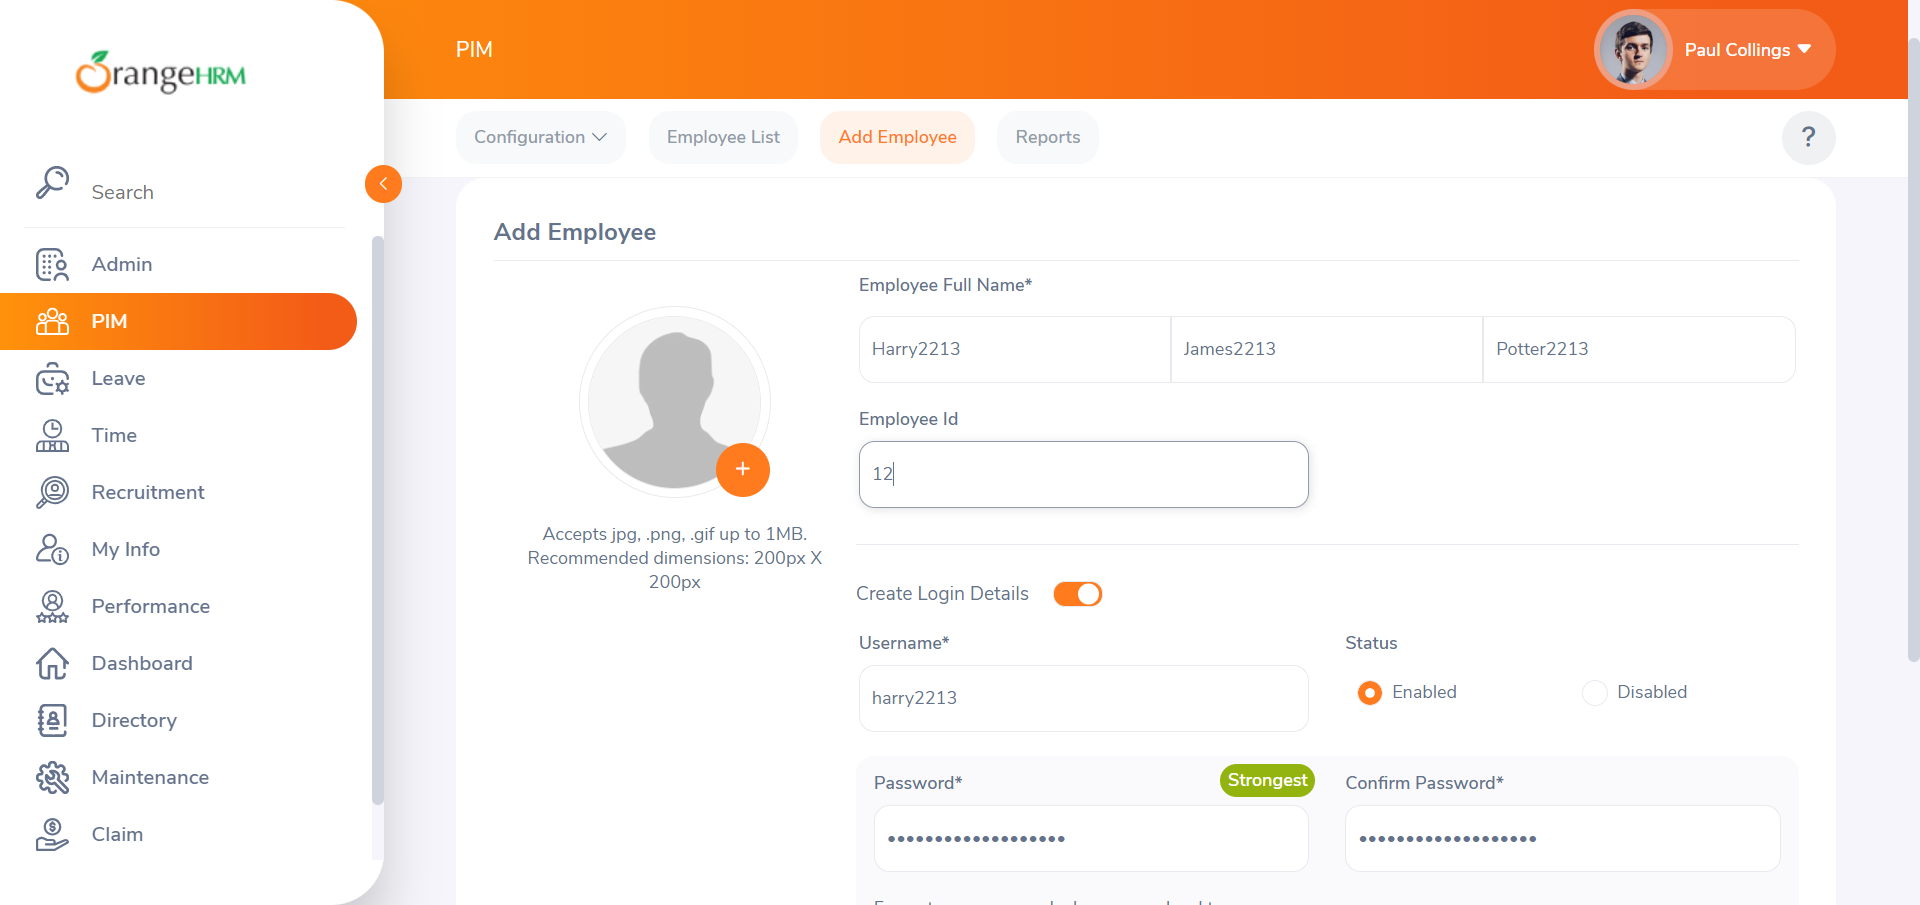 OrangeHRM
PIM
Paul Collings
Configuration
Employee List
Add Employee
Reports
?
Search
Admin
PIM
Leave
Time
Recruitment
My Info
Performance
Dashboard
Directory
Maintenance
Claim
Add Employee
Accepts jpg, .png, .gif up to 1MB.
Recommended dimensions: 200px X
200px
Employee Full Name*
Harry2213
James2213
Potter2213
Employee Id
12
Create Login Details
Username*
harry2213
Status
Enabled
Disabled
Password*
Strongest
Confirm Password*